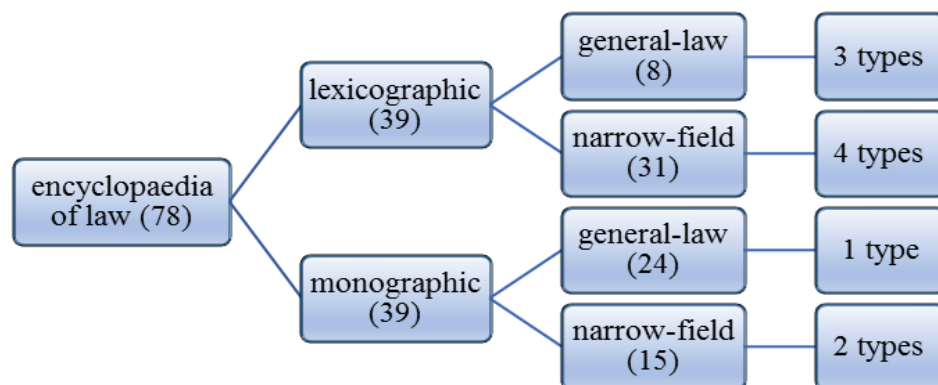 encyclopaedia
of law (78)
lexicographic
(39)
general-law
(8)
3 types
narrow-field
(31)
4 types
monographic
(39)
general-law
(24)
1 type
narrow-field
(15)
2 types